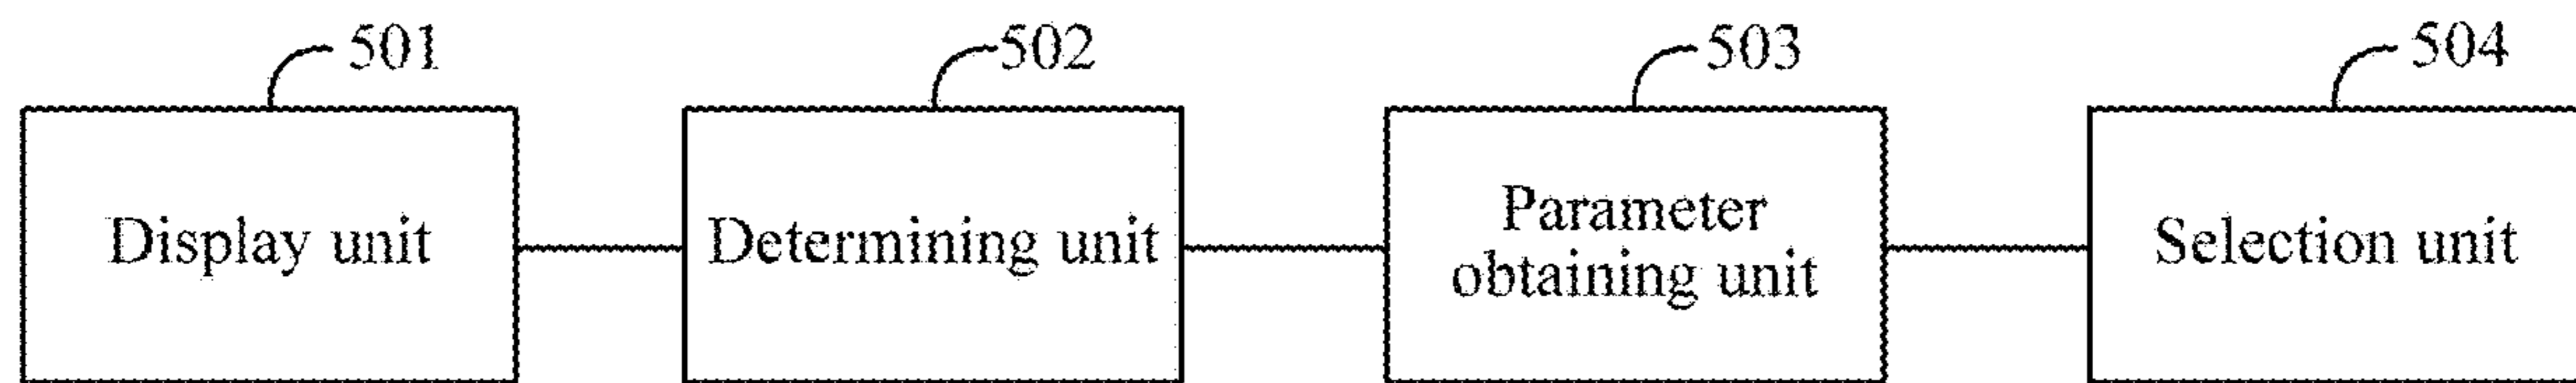 501
502
503
504
Display unit
Determining unit
Parameter
obtaining unit
Selection unit